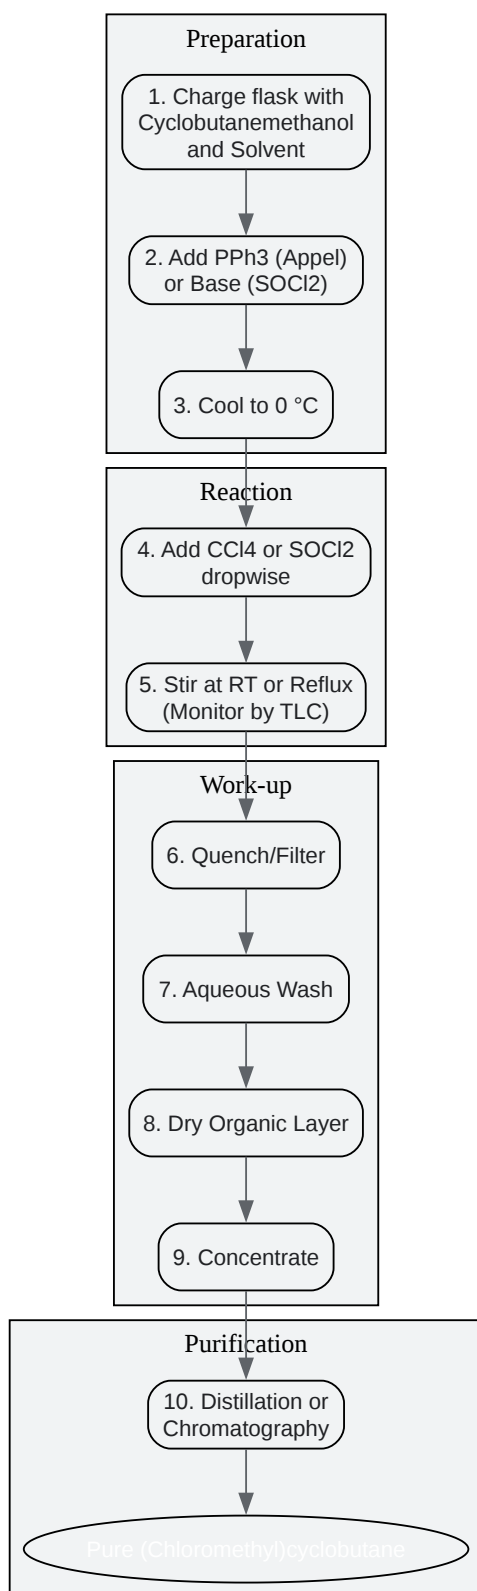 Preparation
1. Charge flask with
Cyclobutanemethanol
and Solvent
2. Add PPh3 (Appel)
or Base (SOCl2)
3. Cool to 0 °C
Reaction
4. Add CCl4 or SOCl2
dropwise
5. Stir at RT or Reflux
(Monitor by TLC)
Work-up
6. Quench/Filter
7. Aqueous Wash
8. Dry Organic Layer
9. Concentrate
Purification
10. Distillation or
Chromatography
Pure (Chloromethyl)cyclobutane